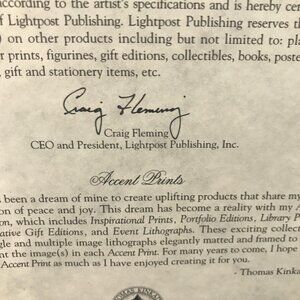 according to the artist's specifications and is hereby cer
f Lightpost Publishing. Lightpost Publishing reserves th
) on other products including but not limited to: pla
r prints, figurines, gift editions, collectibles, books, poste
, gift and stationery items, etc.
Craig Fleming
Craig Fleming
CEO and President, Lightpost Publishing, Inc.
Accent Prints
s been a dream of mine to create uplifting products that share my
on of peace and joy. This dream has become a reality with my A
on, which includes Inspirational Prints, Portfolio Editions, Library P
ative Gift Editions, and Event Lithographs. These exciting collect
gle and multiple image lithographs elegantly matted and framed to
nt the image(s) in each Accent Print. For many years to come, I hope
Accent Print as much as I have enjoyed creating it for you.
- Thomas Kinka
THOMAS KINKA